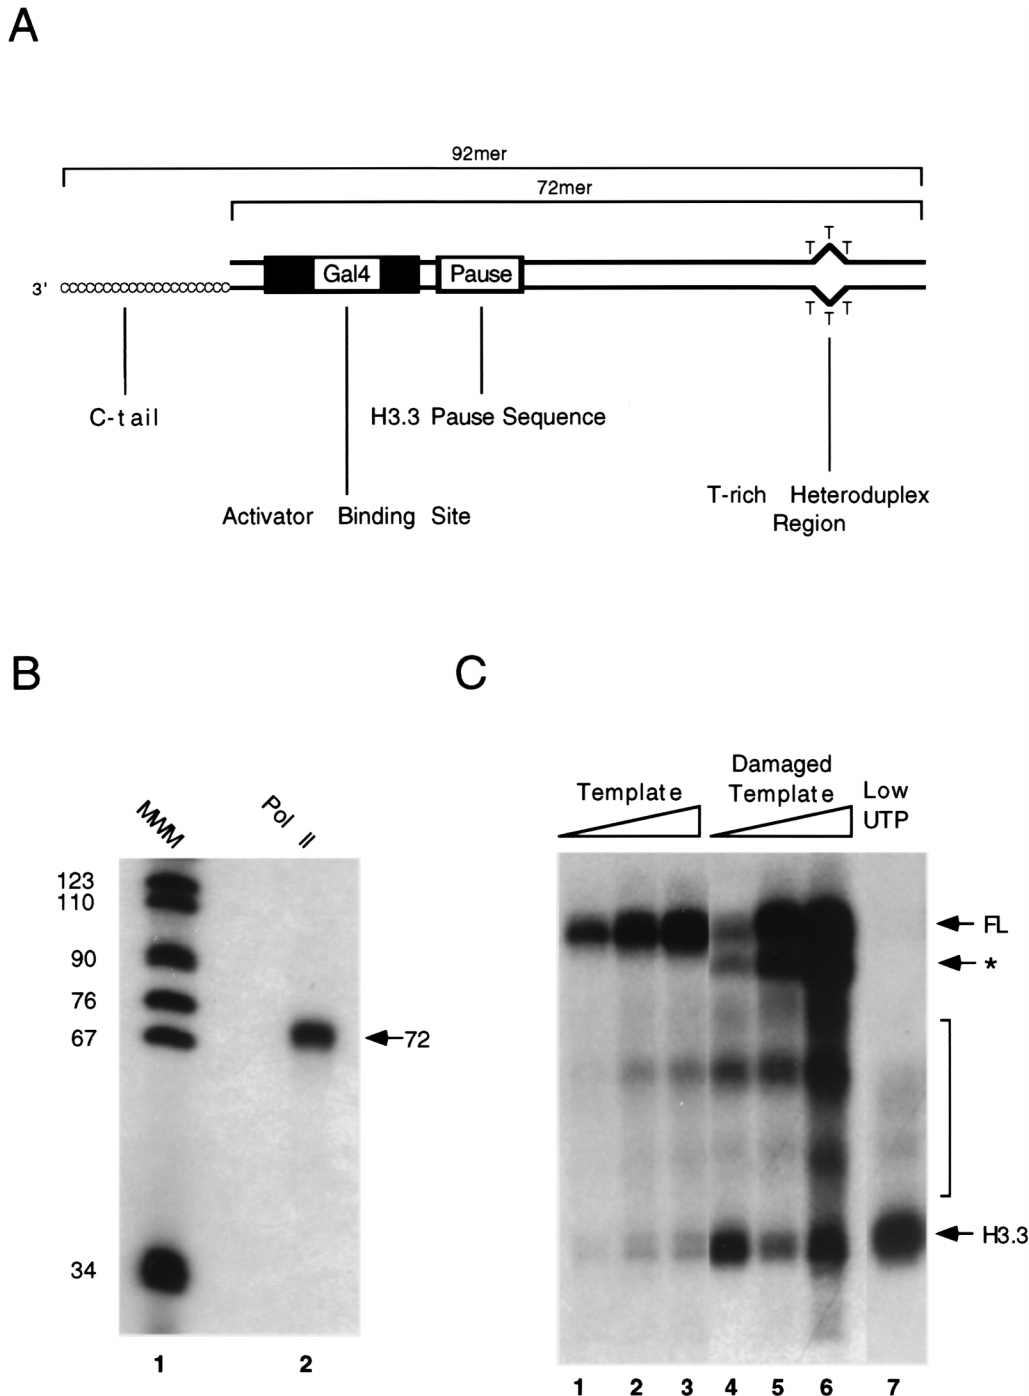 A
92mer
72mer
T
T T
Gal4 Pause
3'
T T
T
C-tail
H3.3 Pause Sequence
T-rich Heteroduplex
Region
Activator Binding Site
B
MWM
Pol II
123
110
90
76
67
72
34
1 2
C
Template
Damaged
Template
Low
UTP
FL
*
H3.3
1 2 3 4 5 6 7